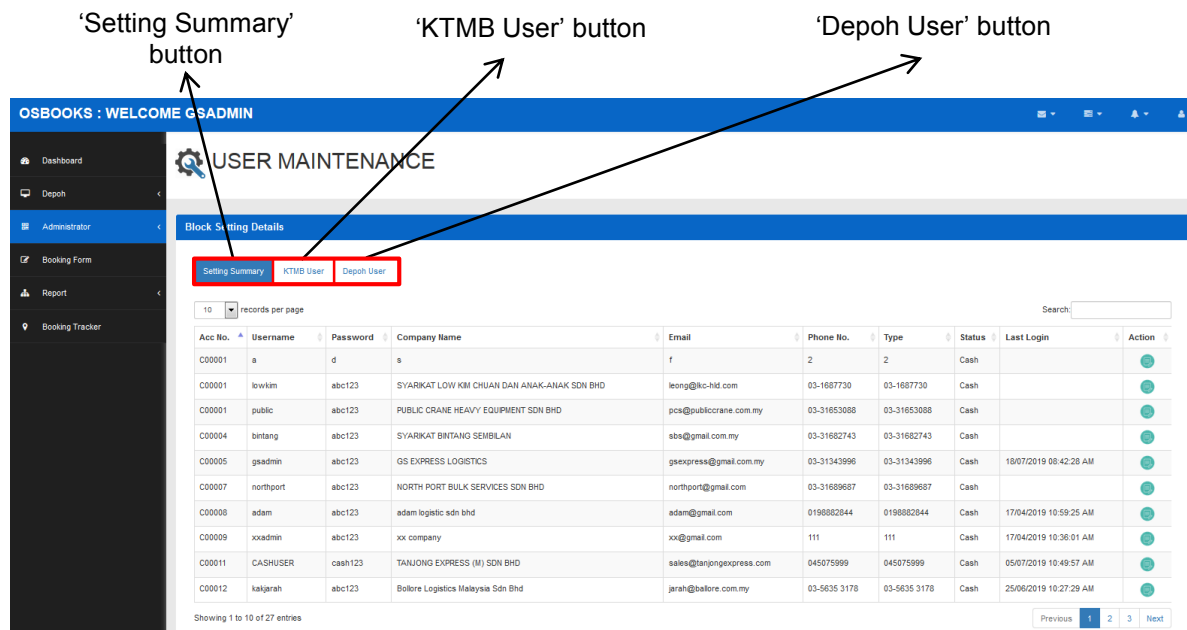 ‘Setting Summary’ button
‘KTMB User’ button
‘Depoh User’ button
OSBOOKS : WELCOME GSADMIN
Dashboard
Depoh
Administrator
Booking Form
Report
Booking Tracker
USER MAINTENANCE
Block Setting Details
Setting Summary KTMB User Depoh User
10 records per page Search:
Acc No. Username Password Company Name Email Phone No. Type Status Last Login Action
C00001 a d s f 2 2 Cash
C00001 lowkim abc123 SYARIKAT LOW KIM CHUAN DAN ANAK-ANAK SDN BHD leong@lkc-hld.com 03-1687730 03-1687730 Cash
C00001 public abc123 PUBLIC CRANE HEAVY EQUIPMENT SDN BHD pcs@publiccrane.com.my 03-31653088 03-31653088 Cash
C00004 bintang abc123 SYARIKAT BINTANG SEMBILAN sbs@gmail.com.my 03-31682743 03-31682743 Cash
C00005 gsadmin abc123 GS EXPRESS LOGISTICS gsexpress@gmail.com.my 03-31343996 03-31343996 Cash 18/07/2019 08:42:28 AM
C00007 northport abc123 NORTH PORT BULK SERVICES SDN BHD northport@gmail.com 03-31689687 03-31689687 Cash
C00008 adam abc123 adam logistic sdn bhd adam@gmail.com 0198882844 0198882844 Cash 17/04/2019 10:59:25 AM
C00009 xxadmin abc123 xx company xx@gmail.com 111 111 Cash 17/04/2019 10:36:01 AM
C00011 CASHUSER cash123 TANJONG EXPRESS (M) SDN BHD sales@tanjongexpress.com 045075999 045075999 Cash 05/07/2019 10:49:57 AM
C00012 kakjarah abc123 Bollore Logistics Malaysia Sdn Bhd jarah@ballore.com.my 03-5635 3178 03-5635 3178 Cash 25/06/2019 10:27:29 AM
Showing 1 to 10 of 27 entries Previous 1 2 3 Next